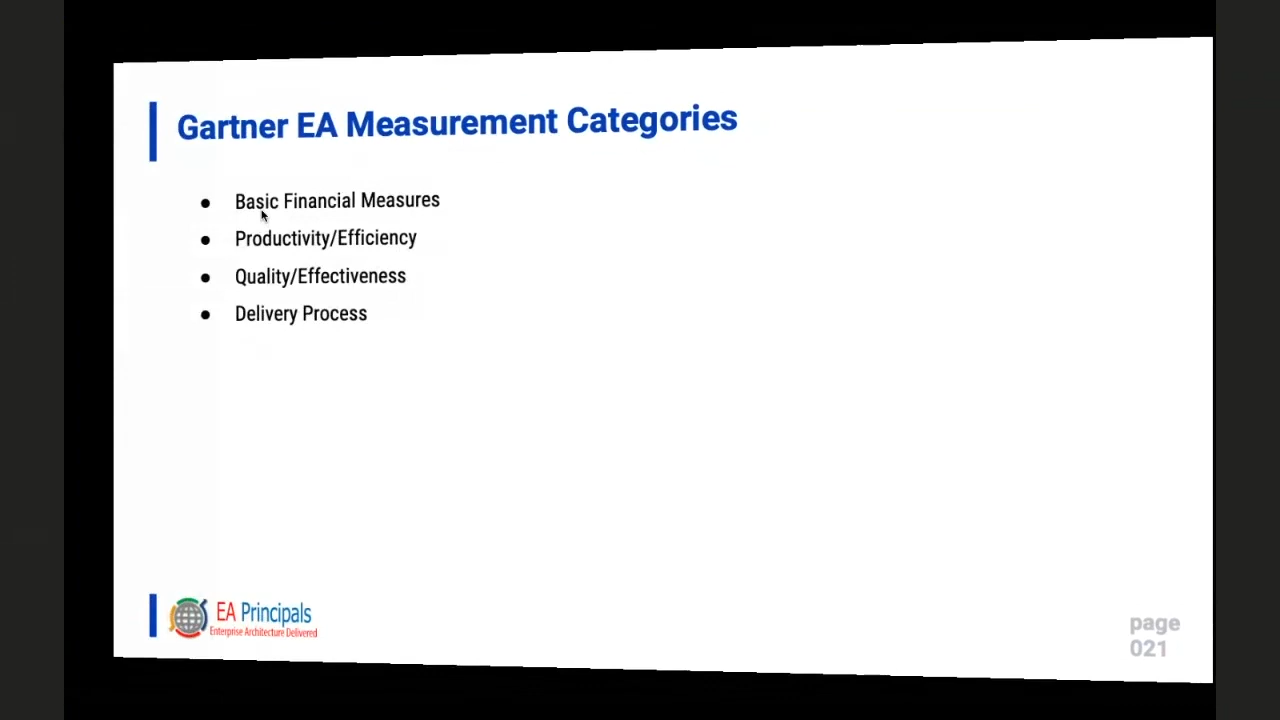 Gartner EA Measurement Categories
● Basic Financial Measures
● Productivity/Efficiency
● Quality/Effectiveness
● Delivery Process
EA Principals
Enterprise Architecture Delivered
page
021